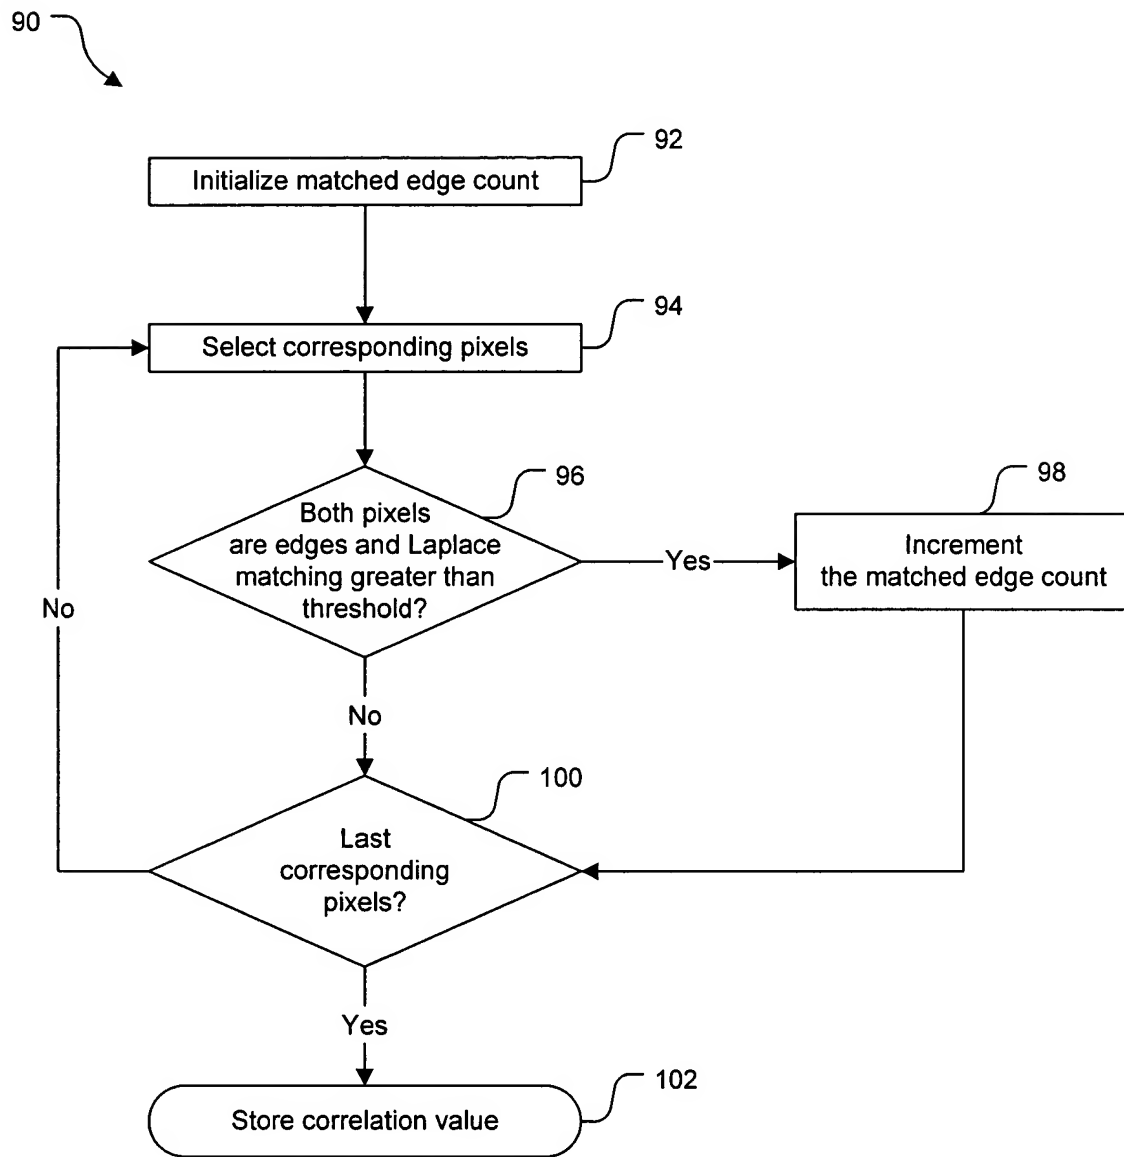 90
92
Initialize matched edge count
94
Select corresponding pixels
96
Both pixels
are edges and Laplace
matching greater than
threshold?
Yes
98
Increment
the matched edge count
No
No
100
Last
corresponding
pixels?
Yes
102
Store correlation value